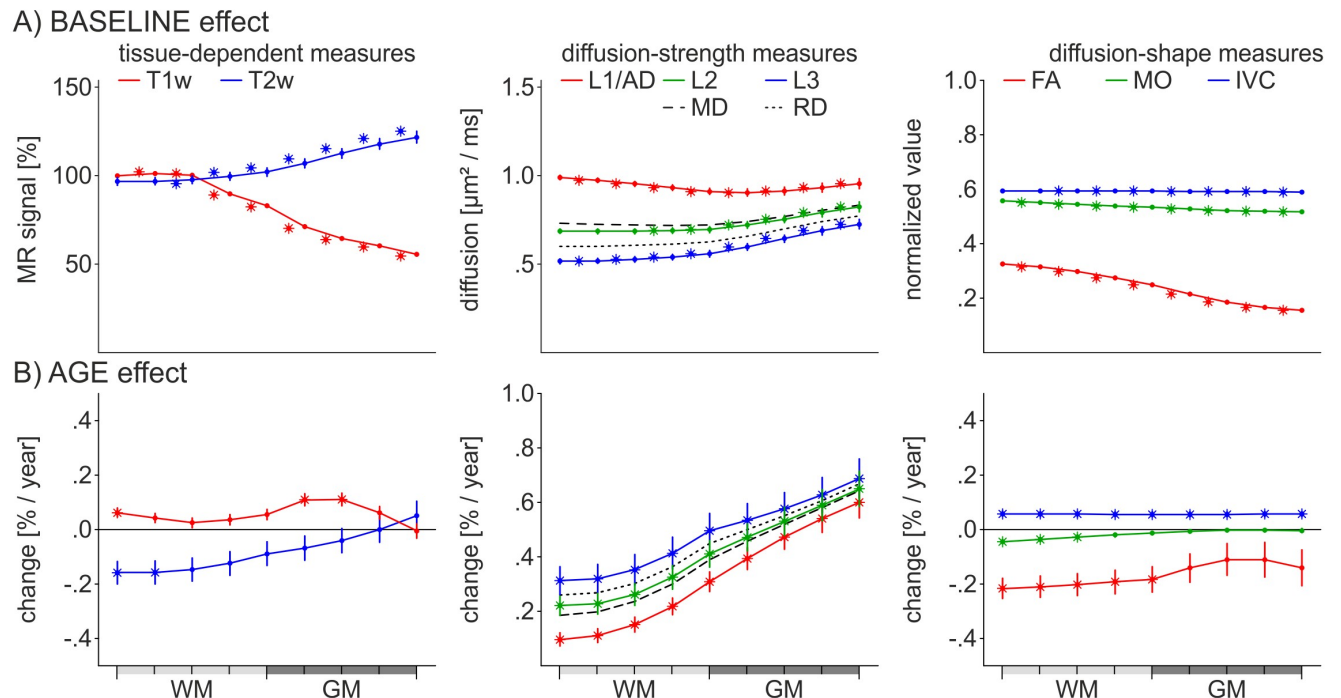 A) BASELINE effect
tissue-dependent measures
T1w T2w
150
100
50
MR signal [%]
diffusion-strength measures
L1/AD L2 L3
MD RD
1.5
1.0
.5
diffusion [µm² / ms]
diffusion-shape measures
FA MO IVC
1.0
.8
.6
.4
.2
normalized value
B) AGE effect
.4
.2
.0
-.2
-.4
change [% / year]
WM GM
1.0
.8
.6
.4
.2
change [% / year]
WM GM
.4
.2
.0
-.2
-.4
change [% / year]
WM GM